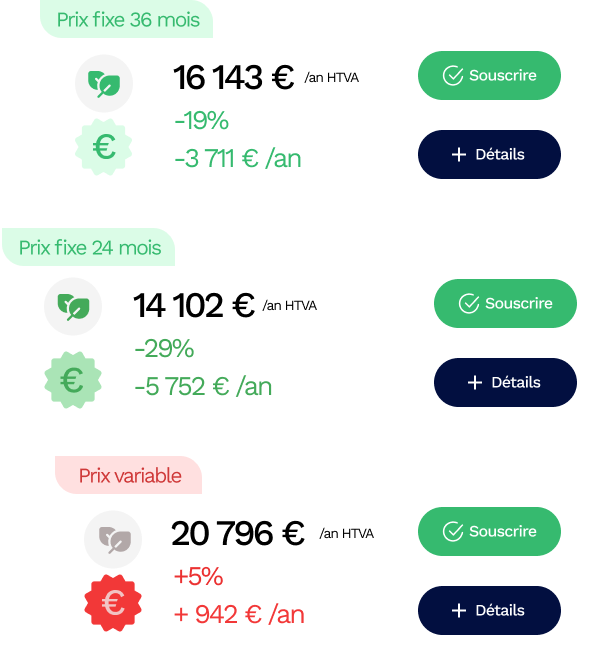 Prix fixe 36 mois
16 143 € /an HTVA
Souscrire
€
-19%
-3 711 € /an
+ Détails
Prix fixe 24 mois
14 102 € /an HTVA
Souscrire
-29%
€
-5 752 € /an
+ Détails
Prix variable
20 796 € /an HTVA
Souscrire
+5%
€
+ 942 € /an
+ Détails